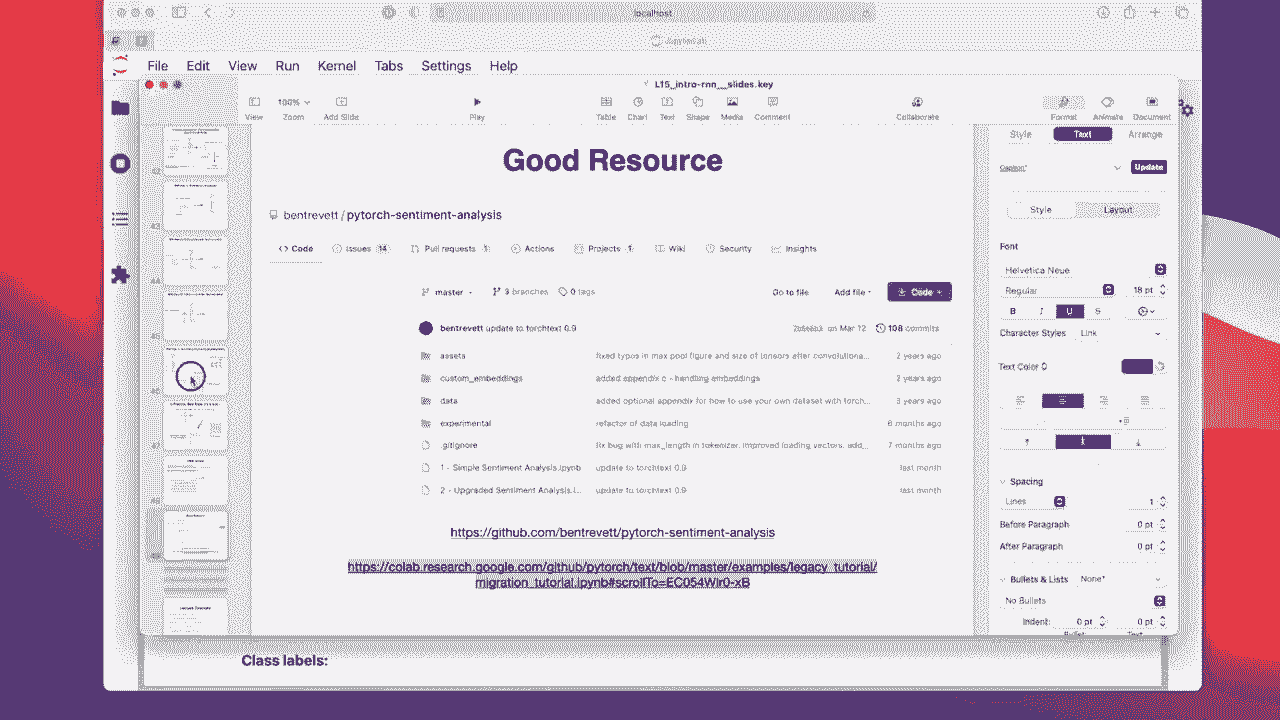 localhost
File Edit View Run Kernel Tabs Settings Help
L15_intro-rnn__slides.key
100%
View Zoom Add Slide Play Table Chart Text Shape Media Comment Collaborate Format Animate Document
Good Resource
bentrevett / pytorch-sentiment-analysis
Code Issues 14 Pull requests 1 Actions Projects 1 Wiki Security Insights
master 3 branches 0 tags Go to file Add file Code
bentrevett update to torchtext 0.9 on Mar 12 108 commits
assets fixed typos in max pool figure and size of tensors after convolutiona... 2 years ago
custom_embeddings added appendix c - handling embeddings 2 years ago
data added optional appendix for how to use your own dataset with torch... 3 years ago
experimental refactor of data loading 6 months ago
.gitignore fix bug with max_length in tokenizer. improved loading vectors. add... 7 months ago
1 - Simple Sentiment Analysis.ipynb update to torchtext 0.9 last month
2 - Upgraded Sentiment Analysis.i... update to torchtext 0.9 last month
https://github.com/bentrevett/pytorch-sentiment-analysis
https://colab.research.google.com/github/pytorch/text/blob/master/examples/legacy_tutorial/
migration_tutorial.ipynb#scrollTo=EC054Wlr0-xB
Style Text Arrange
Caption* Update
Style Layout
Font
Helvetica Neue
Regular 18 pt
B I U S
Character Styles Link
Text Color
Spacing
Lines 1
Before Paragraph 0 pt
After Paragraph 0 pt
Bullets & Lists None*
No Bullets
Indent: 0 pt 0 pt
Bullet Text
Class labels: